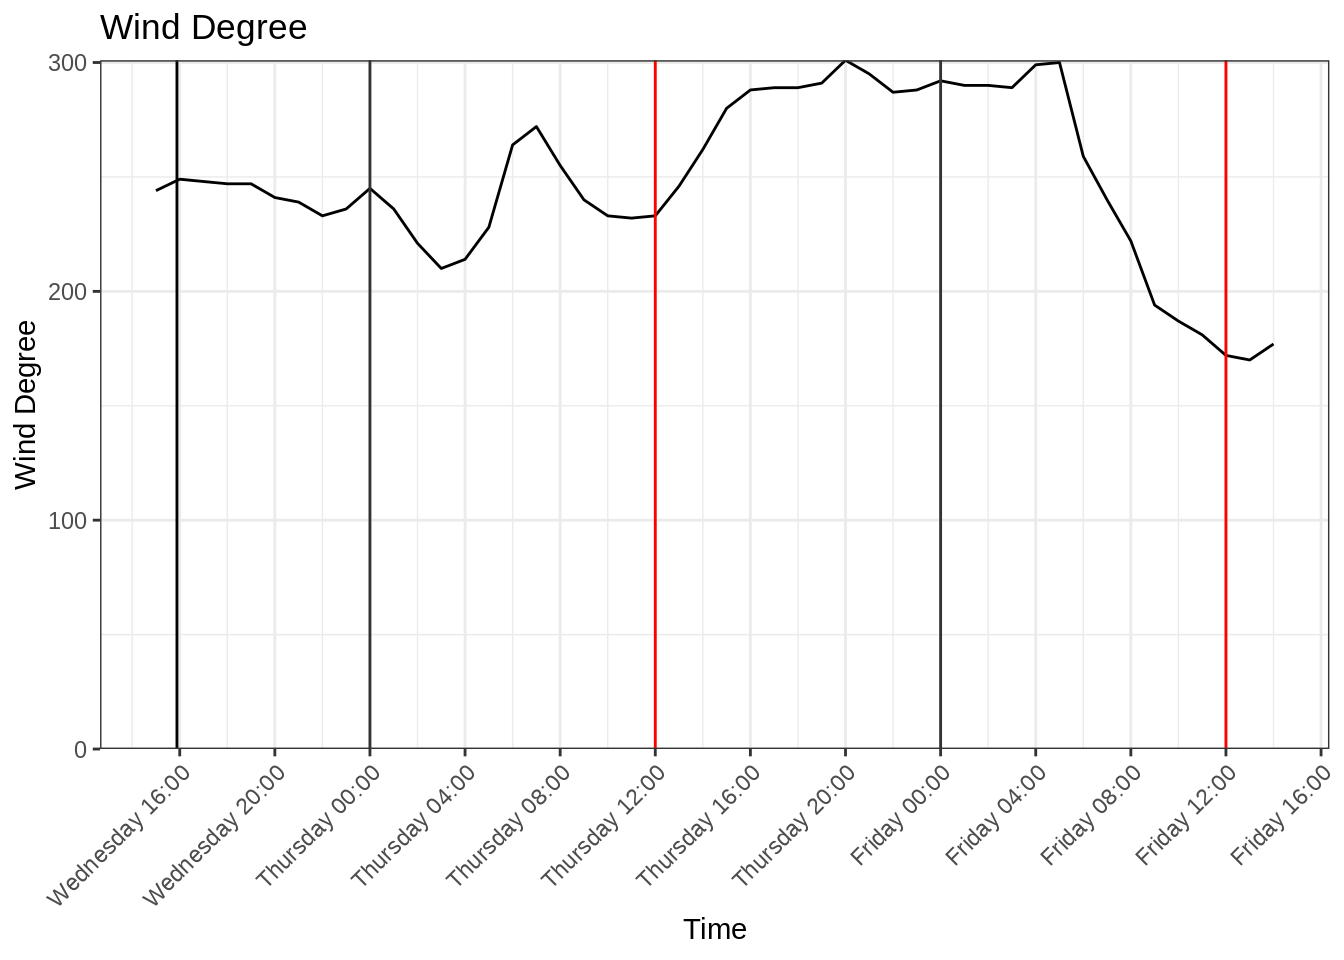 Wind Degree
Wind Degree
300
200
100
0
Wednesday 16:00
Wednesday 20:00
Thursday 00:00
Thursday 04:00
Thursday 08:00
Thursday 12:00
Thursday 16:00
Thursday 20:00
Friday 00:00
Friday 04:00
Friday 08:00
Friday 12:00
Friday 16:00
Time